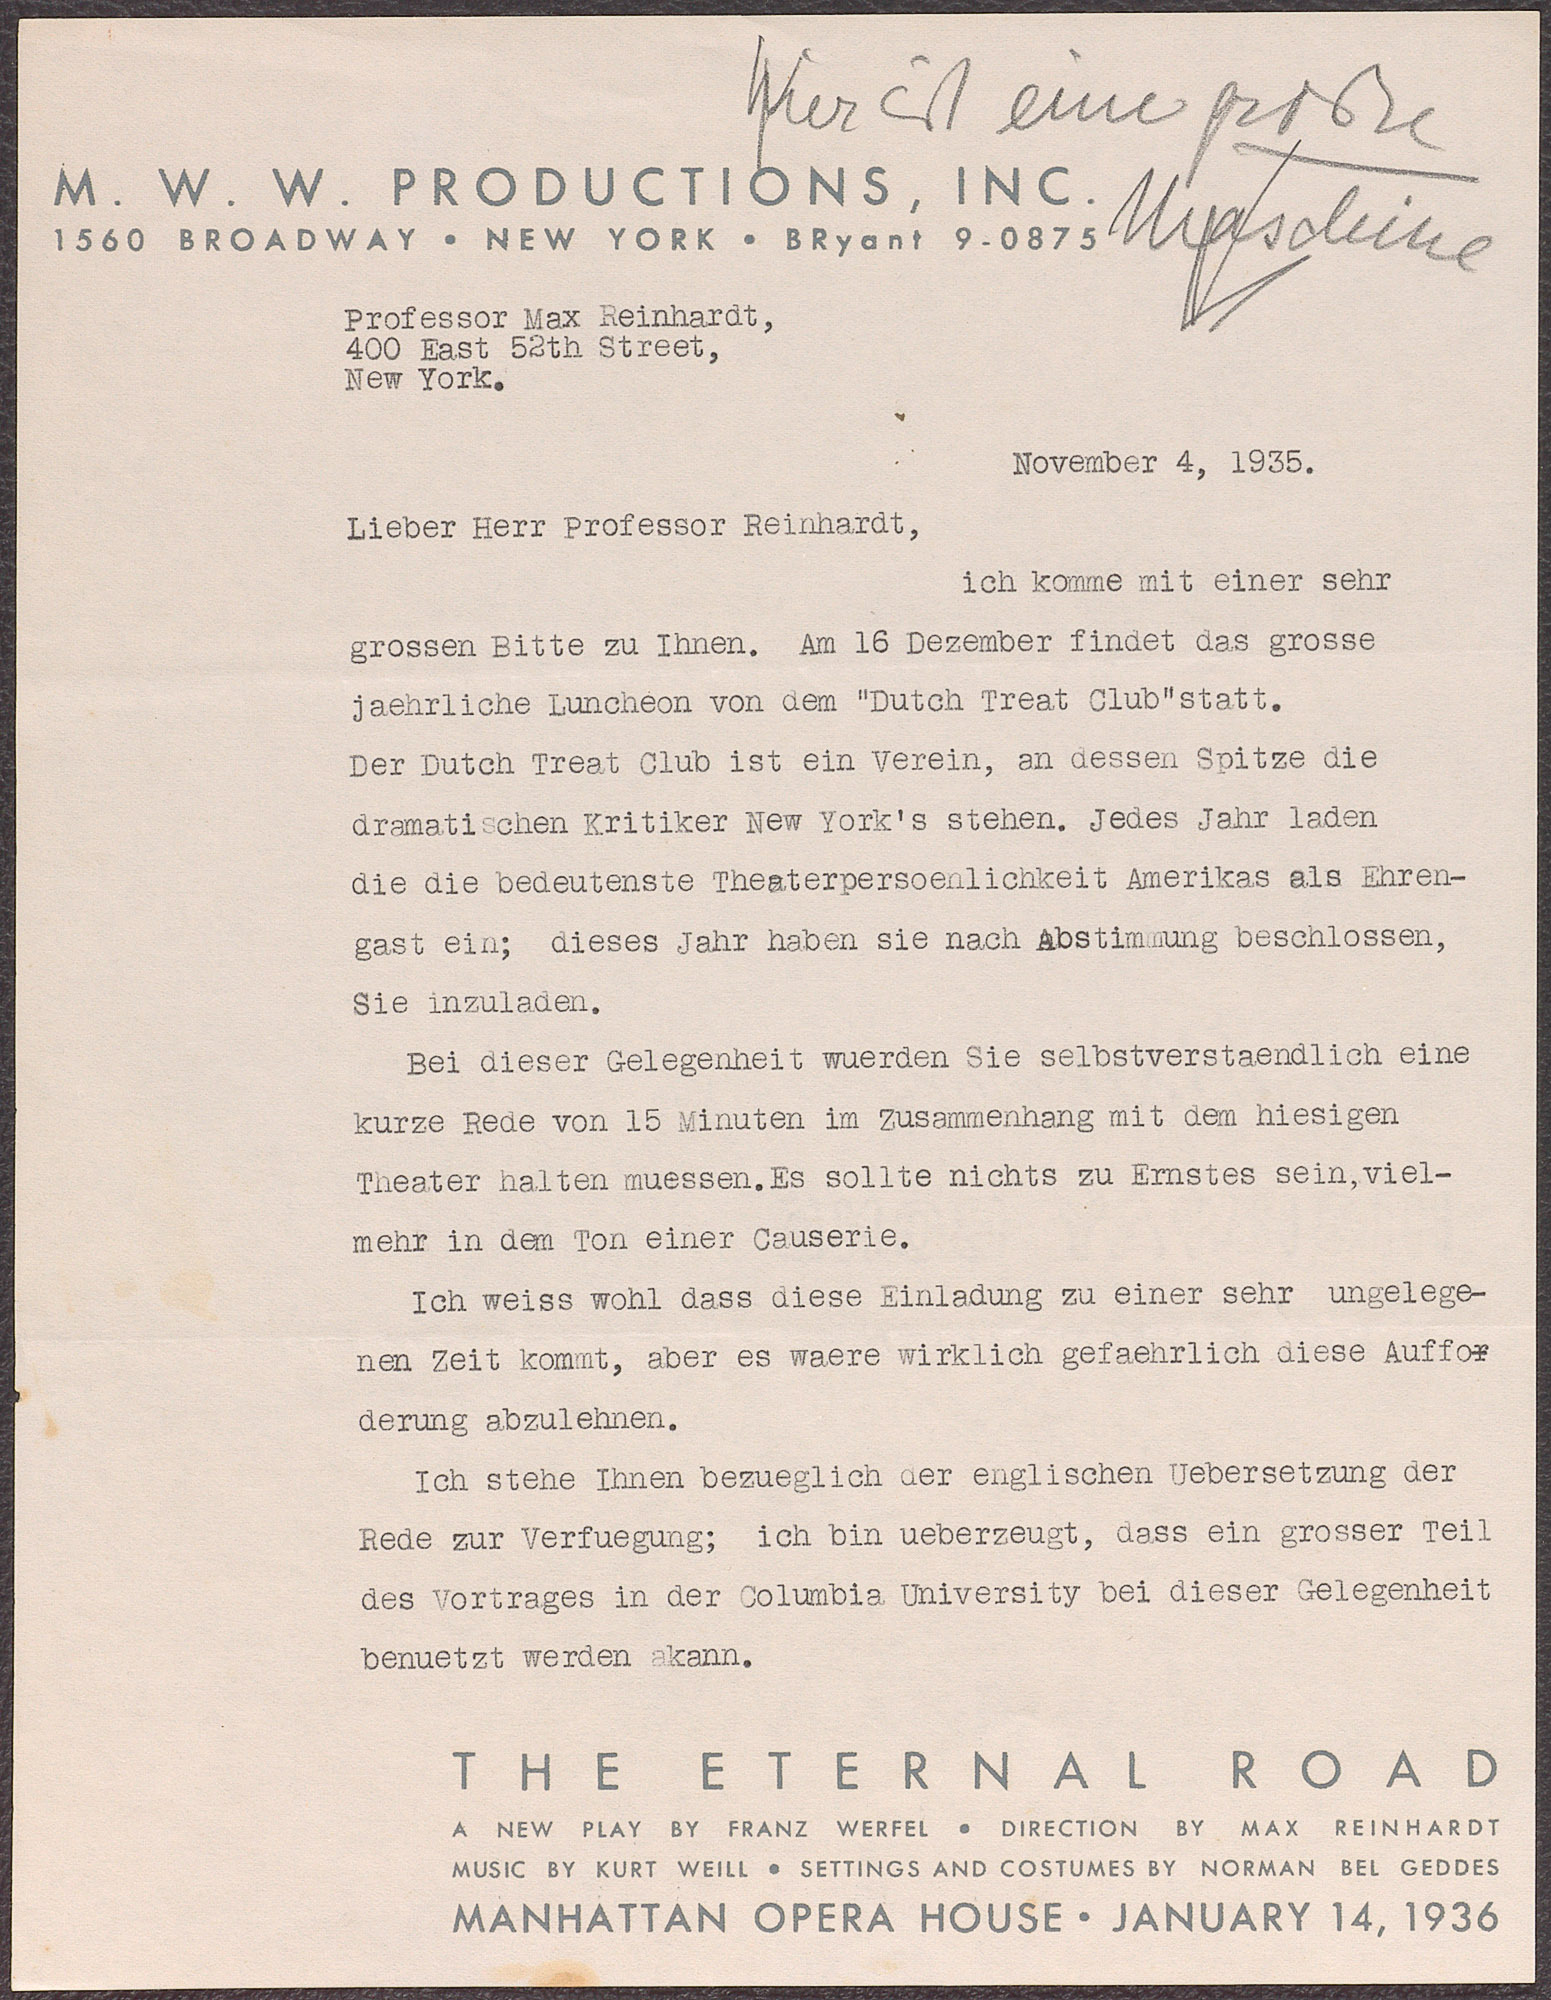 Hier ist eine große
Maschine
M. W. W. PRODUCTIONS, INC.
1560 BROADWAY • NEW YORK • BRyant 9-0875
Professor Max Reinhardt,
400 East 52th Street,
New York.
November 4, 1935.
Lieber Herr Professor Reinhardt,
ich komme mit einer sehr
grossen Bitte zu Ihnen. Am 16 Dezember findet das grosse
jaehrliche Luncheon von dem "Dutch Treat Club"statt.
Der Dutch Treat Club ist ein Verein, an dessen Spitze die
dramatischen Kritiker New York's stehen. Jedes Jahr laden
die die bedeutenste Theaterpersoenlichkeit Amerikas als Ehren-
gast ein; dieses Jahr haben sie nach Abstimmung beschlossen,
Sie inzuladen.
Bei dieser Gelegenheit wuerden Sie selbstverstaendlich eine
kurze Rede von 15 Minuten im Zusammenhang mit dem hiesigen
Theater halten muessen.Es sollte nichts zu Ernstes sein,viel-
mehr in dem Ton einer Causerie.
Ich weiss wohl dass diese Einladung zu einer sehr ungelege-
nen Zeit kommt, aber es waere wirklich gefaehrlich diese Auffor
derung abzulehnen.
Ich stehe Ihnen bezueglich der englischen Uebersetzung der
Rede zur Verfuegung; ich bin ueberzeugt, dass ein grosser Teil
des Vortrages in der Columbia University bei dieser Gelegenheit
benuetzt werden akann.
THE ETERNAL ROAD
A NEW PLAY BY FRANZ WERFEL • DIRECTION BY MAX REINHARDT
MUSIC BY KURT WEILL • SETTINGS AND COSTUMES BY NORMAN BEL GEDDES
MANHATTAN OPERA HOUSE • JANUARY 14, 1936